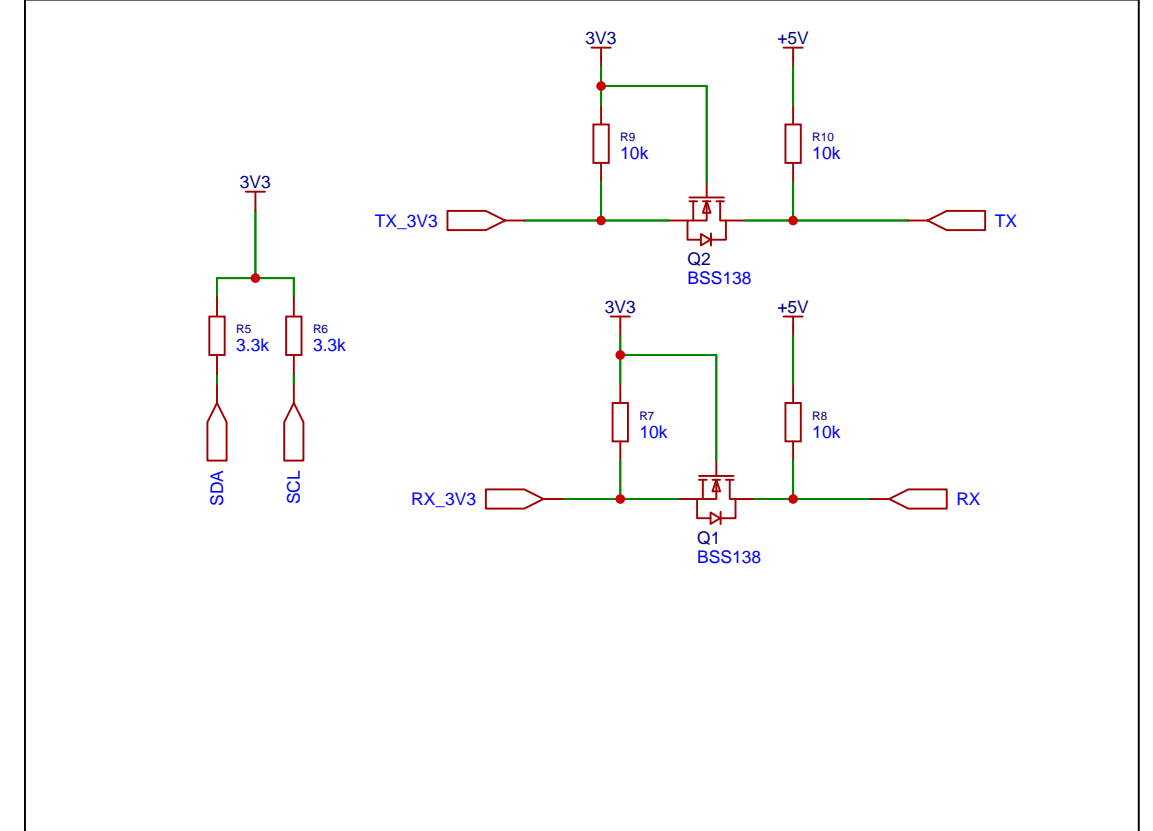 3V3
+5V
R9
10k
R10
10k
TX_3V3
TX
Q2
BSS138
3V3
R5
3.3k
R6
3.3k
SDA
SCL
3V3
+5V
R7
10k
R8
10k
RX_3V3
RX
Q1
BSS138